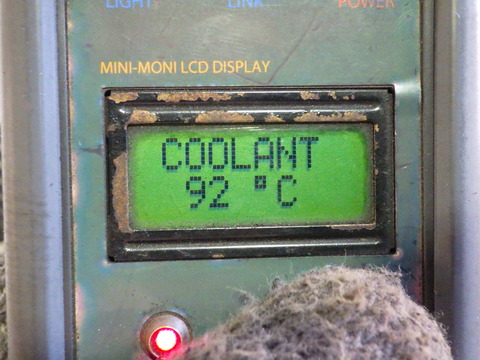 LIGHT LINK POWER
MINI-MONI LCD DISPLAY
COOLANT
92 °C